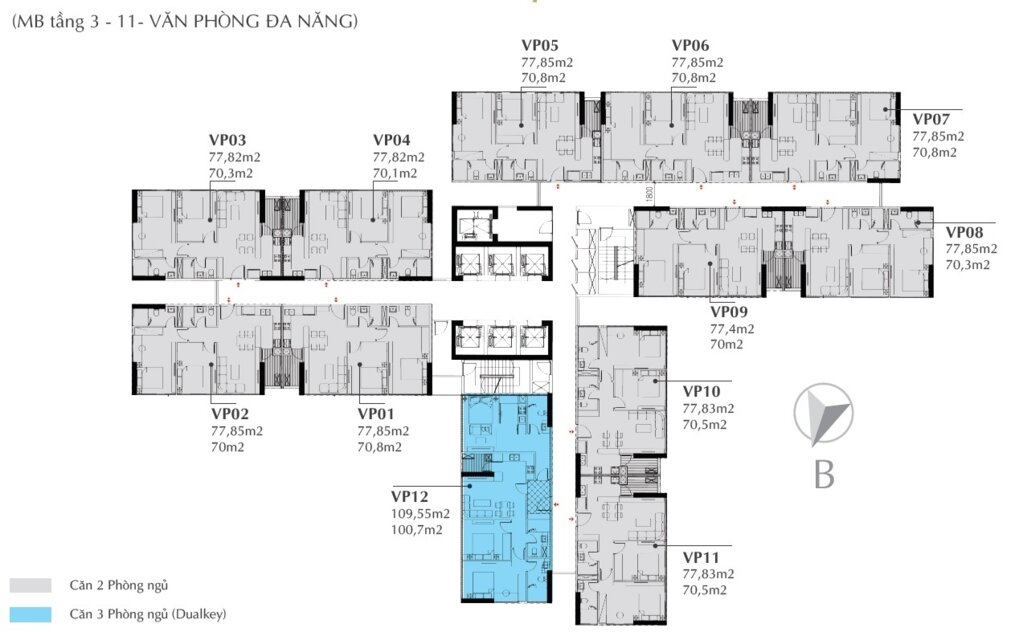 (MB tầng 3 - 11- VĂN PHÒNG ĐA NĂNG)
VP05
77,85m2
70,8m2
VP06
77,85m2
70,8m2
VP07
77,85m2
70,8m2
VP03
77,82m2
70,3m2
VP04
77,82m2
70,1m2
1800
VP08
77,85m2
70,3m2
VP09
77,4m2
70m2
VP10
77,83m2
70,5m2
VP02
77,85m2
70m2
VP01
77,85m2
70,8m2
B
VP12
109,55m2
100,7m2
VP11
77,83m2
70,5m2
Căn 2 Phòng ngủ
Căn 3 Phòng ngủ (Dualkey)